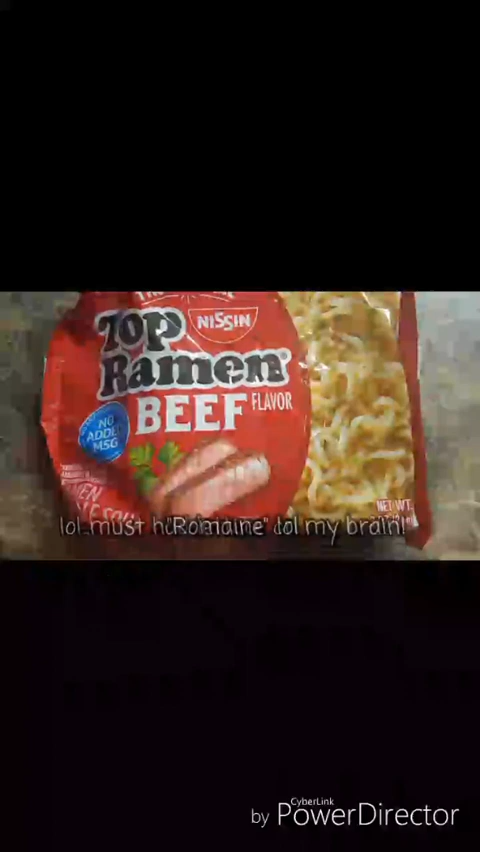 Top
NISSIN
Ramen®
BEEF FLAVOR
NO
ADDED
MSG
NET WT.
lol must "Romaine" lol my brain!
CyberLink
by PowerDirector